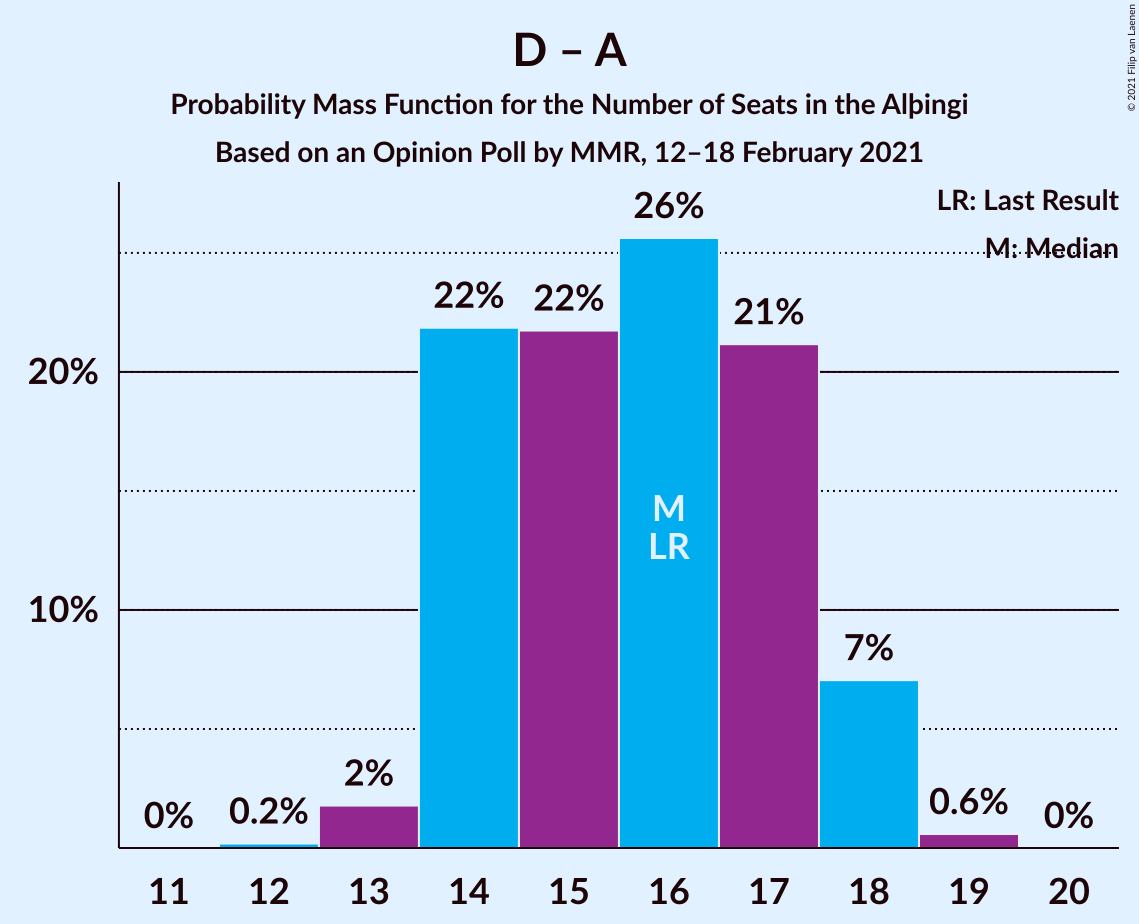 D – A
Probability Mass Function for the Number of Seats in the Alþingi
Based on an Opinion Poll by MMR, 12–18 February 2021
© 2021 Filip van Laenen
LR: Last Result
M: Median
20%
10%
0%
0.2%
2%
22%
22%
26%
21%
7%
0.6%
0%
M
LR
11
12
13
14
15
16
17
18
19
20